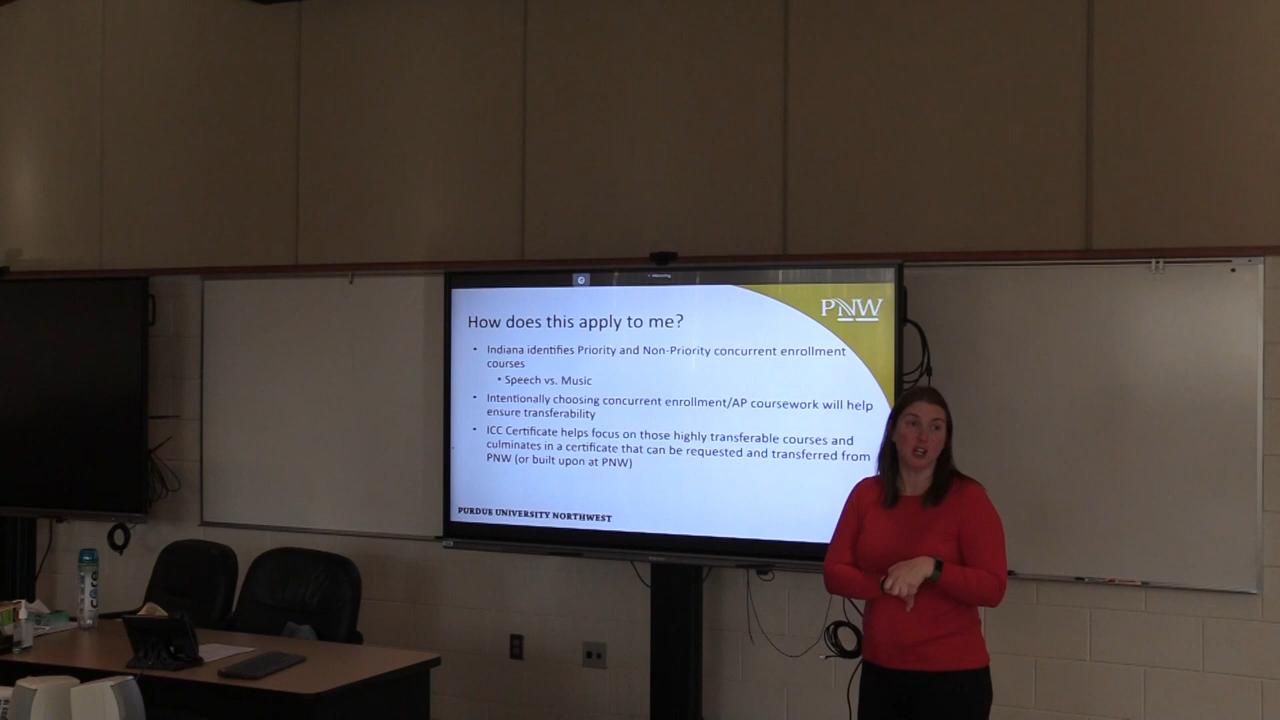 PNW
How does this apply to me?
• Indiana identifies Priority and Non-Priority concurrent enrollment
courses
• Speech vs. Music
• Intentionally choosing concurrent enrollment/AP coursework will help
ensure transferability
• ICC Certificate helps focus on those highly transferable courses and
culminates in a certificate that can be requested and transferred from
PNW (or built upon at PNW)
PURDUE UNIVERSITY NORTHWEST